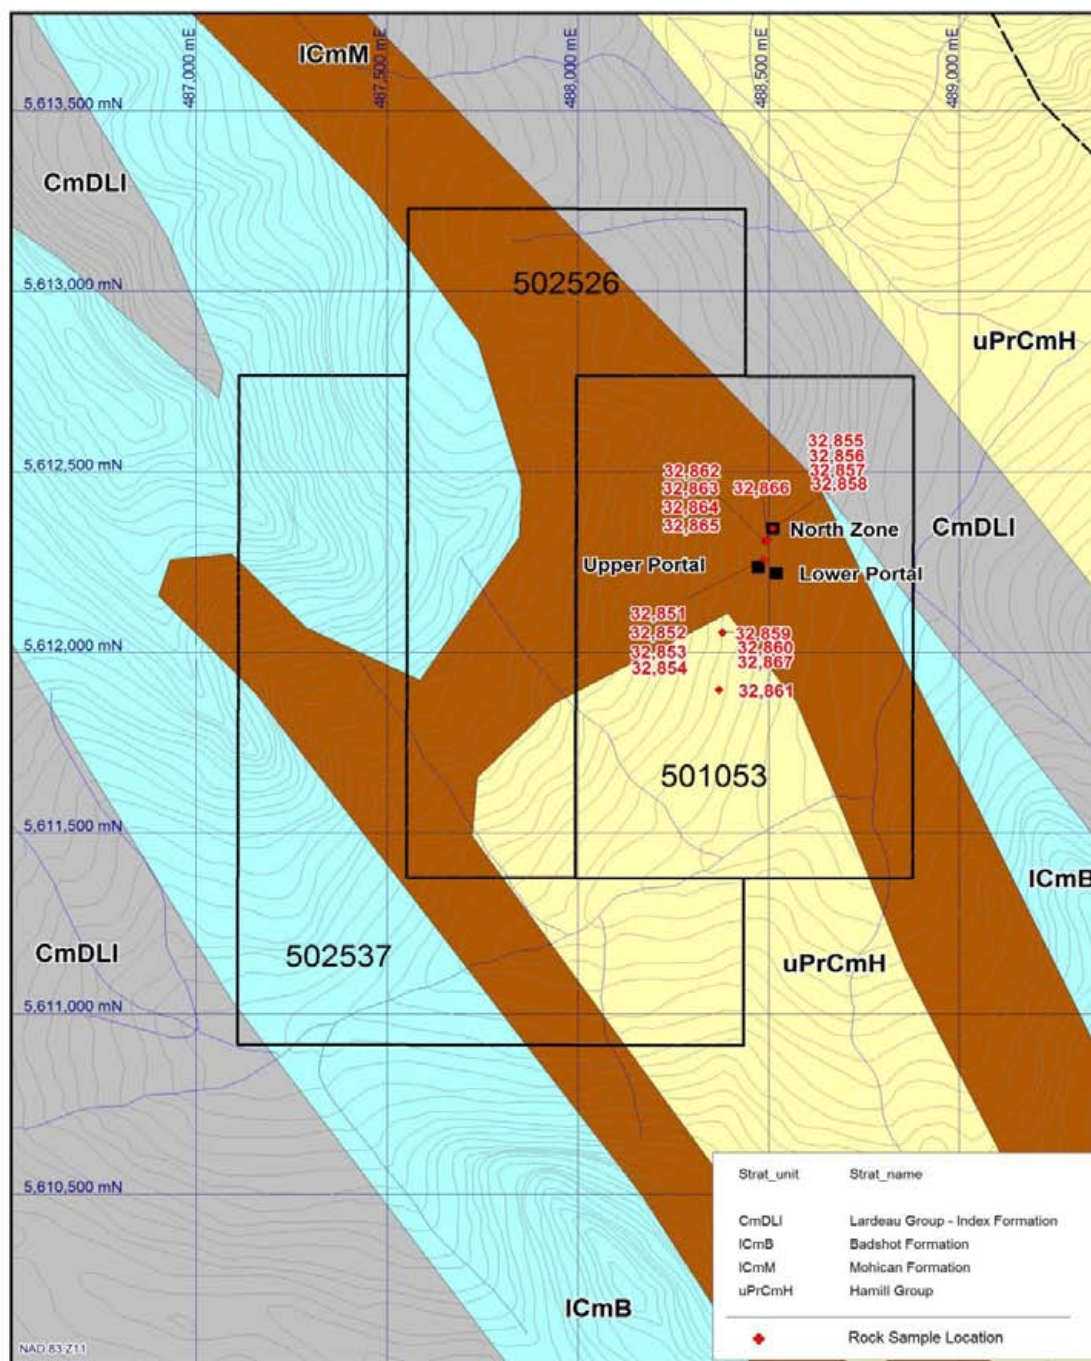 lCmM
487,000 mE
487,500 mE
488,000 mE
488,500 mE
489,000 mE
5,613,500 mN
CmDLI
5,613,000 mN
502526
uPrCmH
32,855
32,856
32,857
32,858
5,612,500 mN
32,862
32,863
32,864
32,865
32,866
North Zone
CmDLI
Upper Portal
Lower Portal
32,851
32,852
32,853
32,854
5,612,000 mN
32,859
32,860
32,867
32,861
501053
5,611,500 mN
lCmB
CmDLI
502537
uPrCmH
5,611,000 mN
5,610,500 mN
lCmB
Strat_unit Strat_name
CmDLI Lardeau Group - Index Formation
lCmB Badshot Formation
lCmM Mohican Formation
uPrCmH Hamill Group
Rock Sample Location
NAD 83 Z11